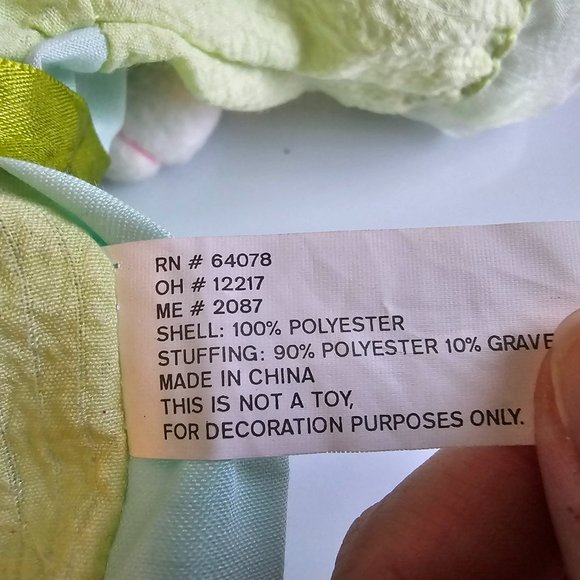 RN # 64078
OH # 12217
ME # 2087
SHELL: 100% POLYESTER
STUFFING: 90% POLYESTER 10% GRAVE
MADE IN CHINA
THIS IS NOT A TOY,
FOR DECORATION PURPOSES ONLY.